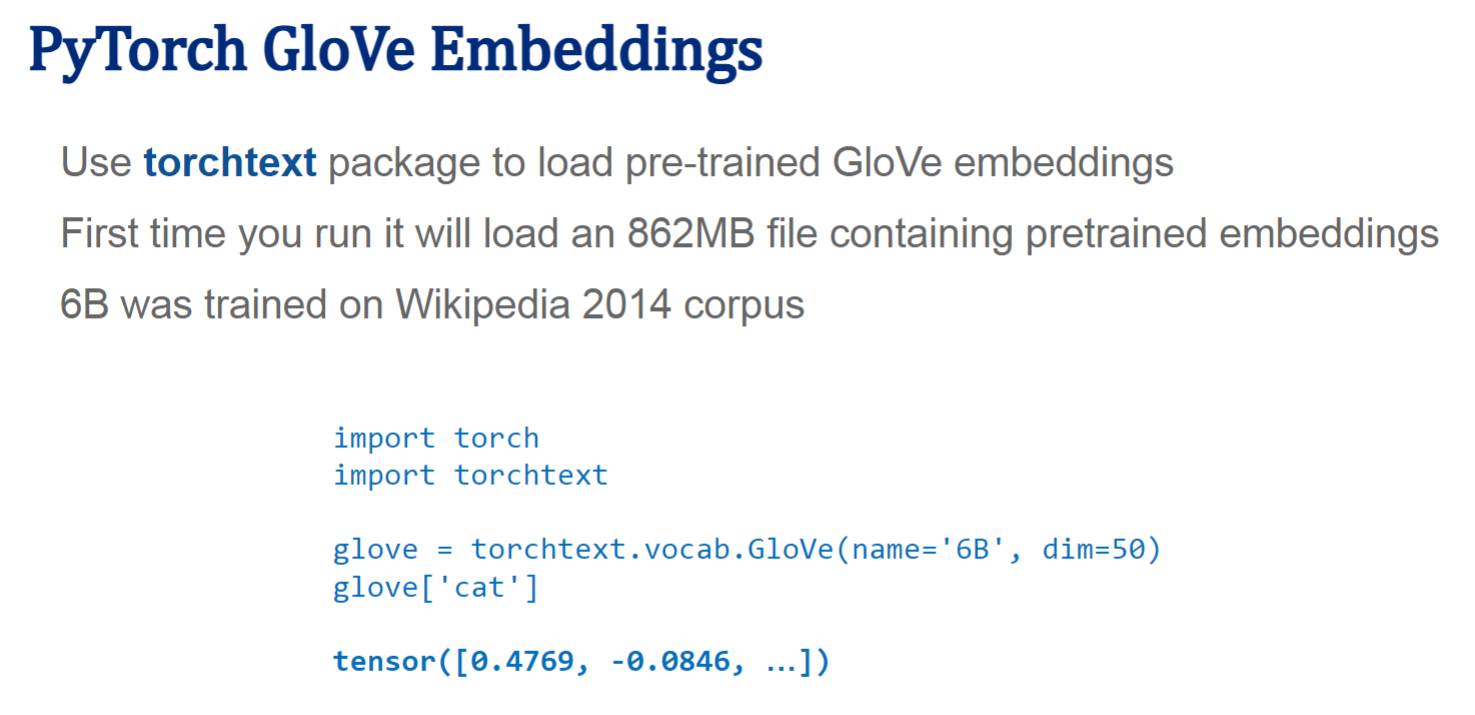 PyTorch GloVe Embeddings
Use torchtext package to load pre-trained GloVe embeddings
First time you run it will load an 862MB file containing pretrained embeddings
6B was trained on Wikipedia 2014 corpus
import torch
import torchtext
glove = torchtext.vocab.GloVe(name='6B', dim=50)
glove['cat']
tensor([0.4769, -0.0846, …])